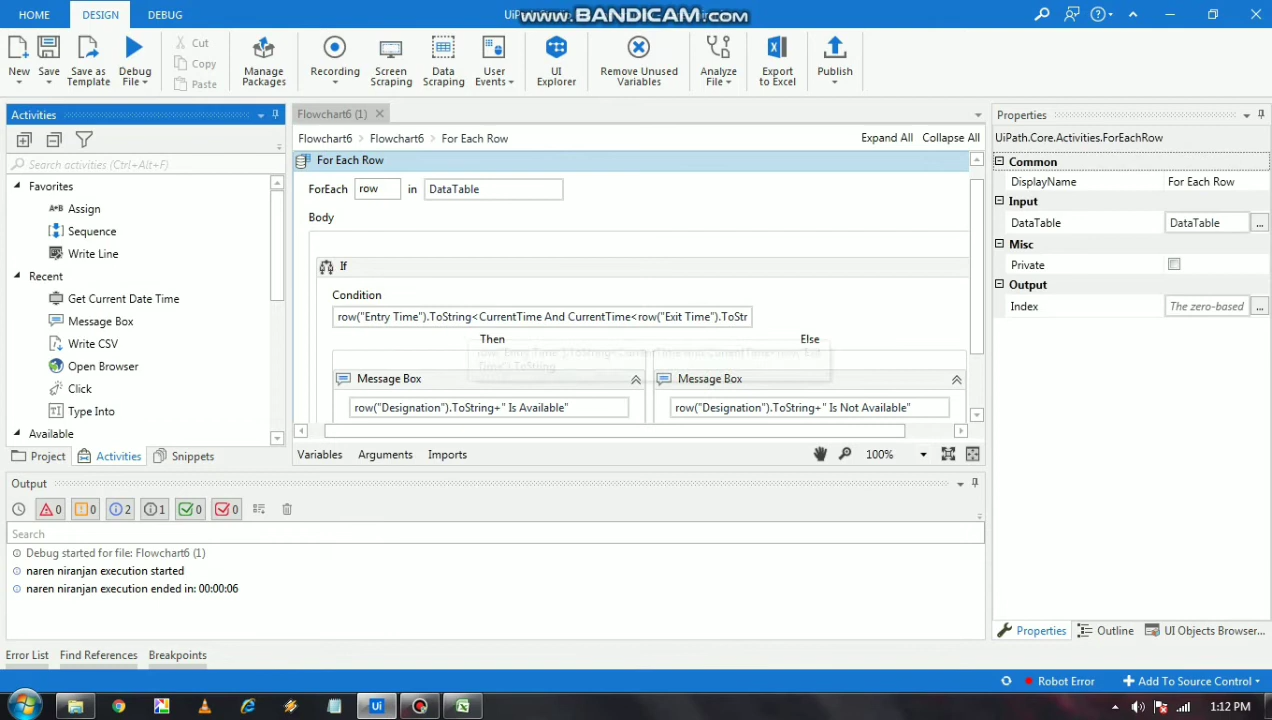 HOME DESIGN DEBUG www.BANDICAM.com
New Save Save as Template Debug File Cut Copy Paste Manage Packages Recording Screen Scraping Data Scraping User Events UI Explorer Remove Unused Variables Analyze File Export to Excel Publish
Activities
Search activities (Ctrl+Alt+F)
Favorites
Assign
Sequence
Write Line
Recent
Get Current Date Time
Message Box
Write CSV
Open Browser
Click
Type Into
Available
Project Activities Snippets
Flowchart6 (1)
Flowchart6 Flowchart6 For Each Row Expand All Collapse All
For Each Row
ForEach row in DataTable
Body
If
Condition
row("Entry Time").ToString<CurrentTime And CurrentTime<row("Exit Time").ToStr
Then Else
Message Box Message Box
row("Designation").ToString+" Is Available" row("Designation").ToString+" Is Not Available"
Variables Arguments Imports 100%
Properties
UiPath.Core.Activities.ForEachRow
Common
DisplayName For Each Row
Input
DataTable DataTable ...
Misc
Private
Output
Index The zero-based ...
Properties Outline UI Objects Browser...
Output
0 0 2 1 0 0
Search
Debug started for file: Flowchart6 (1)
naren niranjan execution started
naren niranjan execution ended in: 00:00:06
Error List Find References Breakpoints
Robot Error Add To Source Control
Ui 1:12 PM